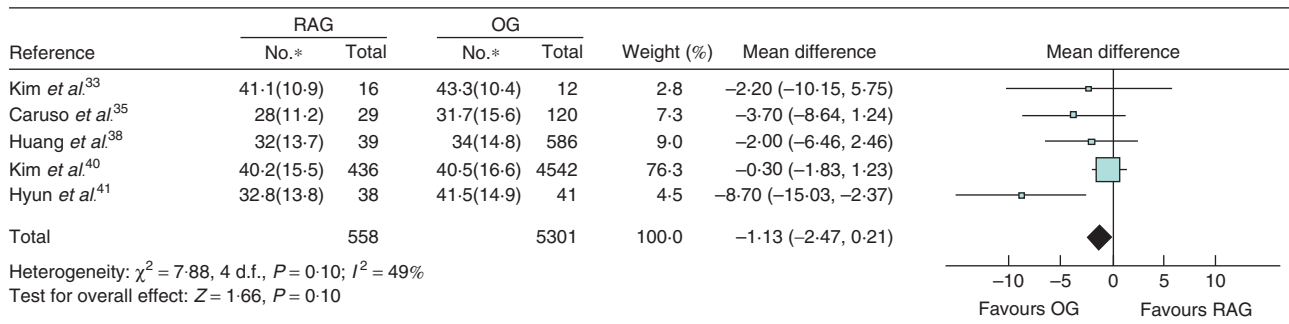 RAG OG
Reference No.* Total No.* Total Weight (%) Mean difference Mean difference
Kim et al.33 41·1(10·9) 16 43·3(10·4) 12 2·8 −2·20 (−10·15, 5·75)
Caruso et al.35 28(11·2) 29 31·7(15·6) 120 7·3 −3·70 (−8·64, 1·24)
Huang et al.38 32(13·7) 39 34(14·8) 586 9·0 −2·00 (−6·46, 2·46)
Kim et al.40 40·2(15·5) 436 40·5(16·6) 4542 76·3 −0·30 (−1·83, 1·23)
Hyun et al.41 32·8(13·8) 38 41·5(14·9) 41 4·5 −8·70 (−15·03, −2·37)
Total 558 5301 100·0 −1·13 (−2·47, 0·21)
Heterogeneity: χ2 = 7·88, 4 d.f., P = 0·10; I2 = 49%
Test for overall effect: Z = 1·66, P = 0·10
−10 −5 0 5 10
Favours OG Favours RAG